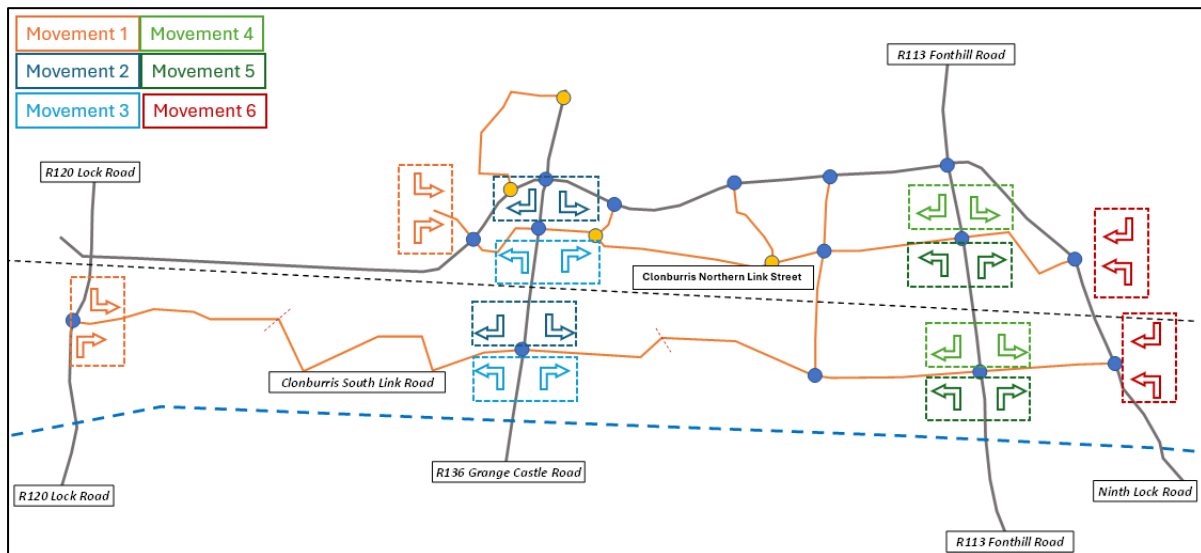 Movement 1
Movement 4
Movement 2
Movement 5
Movement 3
Movement 6
R113 Fonthill Road
R120 Lock Road
Clonburris Northern Link Street
Clonburris South Link Road
R136 Grange Castle Road
R120 Lock Road
Ninth Lock Road
R113 Fonthill Road